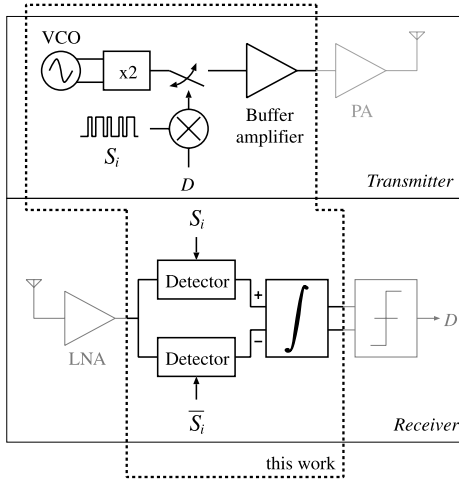 VCO
x2
S_i
D
Buffer
amplifier
PA
Transmitter
S_i
Detector
+
LNA
−
Detector
D
S̅_i
Receiver
this work